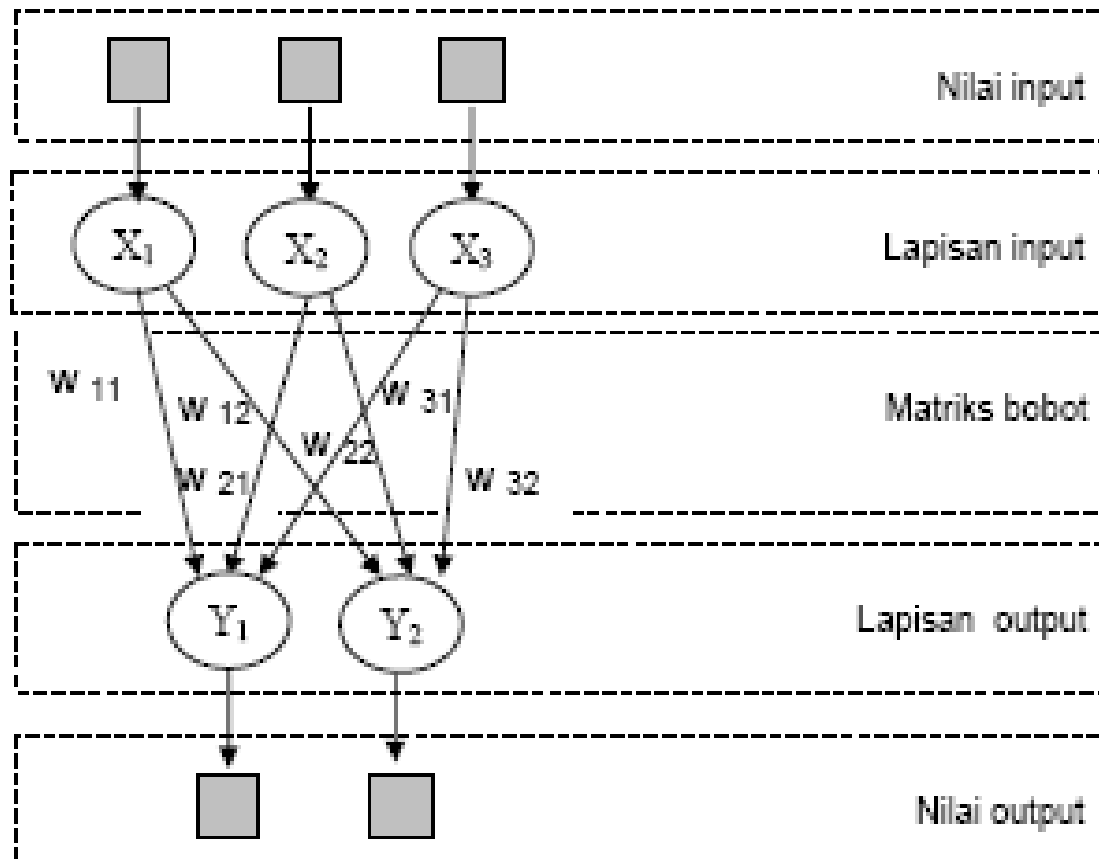 Nilai input
X1 X2 X3
Lapisan input
w 11
w 12
w 31
Matriks bobot
w 22
w 21
w 32
Y1 Y2
Lapisan output
Nilai output